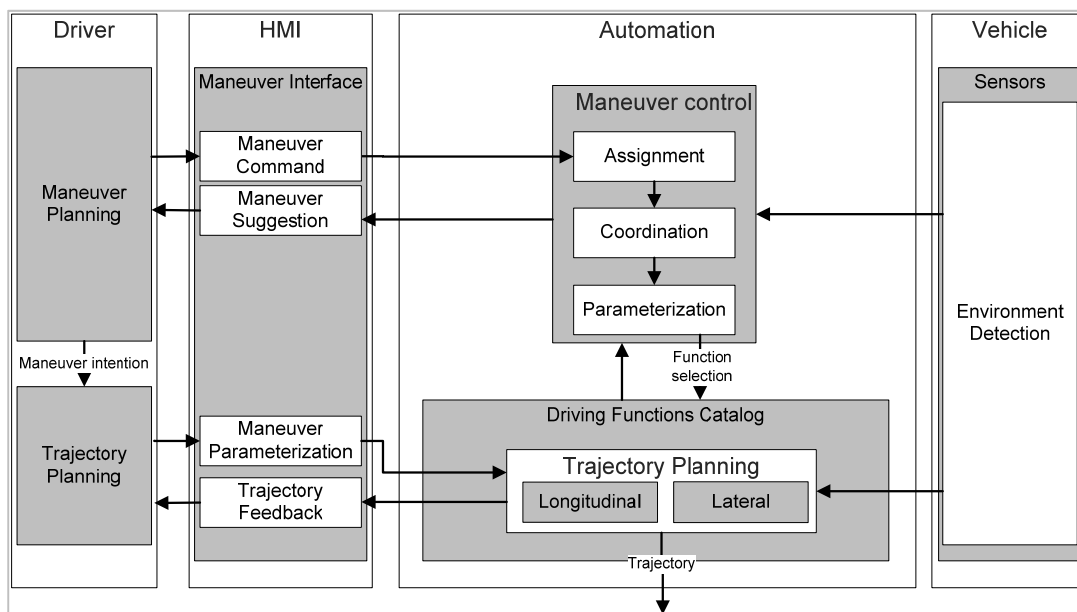 Driver
HMI
Automation
Vehicle
Maneuver
Planning
Maneuver intention
Trajectory
Planning
Maneuver Interface
Maneuver
Command
Maneuver
Suggestion
Maneuver
Parameterization
Trajectory
Feedback
Maneuver control
Assignment
Coordination
Parameterization
Function
selection
Driving Functions Catalog
Trajectory Planning
Longitudinal
Lateral
Trajectory
Sensors
Environment
Detection